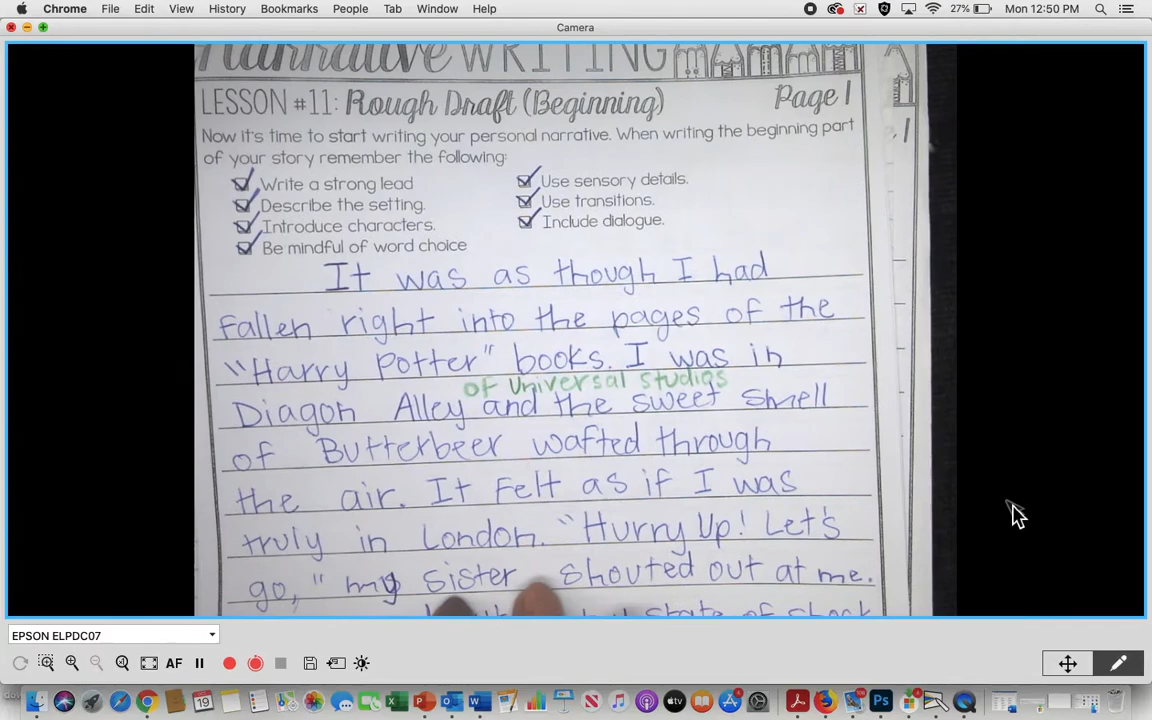 Chrome File Edit View History Bookmarks People Tab Window Help 27% Mon 12:50 PM
Camera
Narrative WRITING
LESSON #11: Rough Draft (Beginning) Page 1
Now it's time to start writing your personal narrative. When writing the beginning part
of your story remember the following:
Write a strong lead
Describe the setting.
Introduce characters.
Be mindful of word choice
Use sensory details.
Use transitions.
Include dialogue.
It was as though I had
fallen right into the pages of the
"Harry Potter" books. I was in
of Universal Studios
Diagon Alley and the sweet smell
of Butterbeer wafted through
the air. It felt as if I was
truly in London. "Hurry Up! Let's
go," my sister shouted out at me.
state of shock
EPSON ELPDC07
AF
19